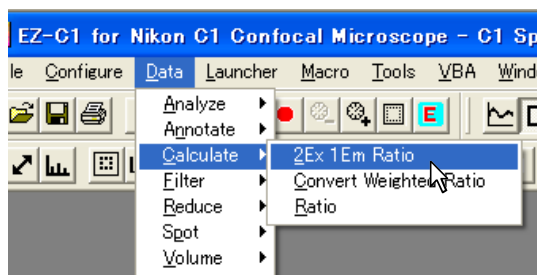 EZ-C1 for Nikon C1 Confocal Microscope - C1 Sp
le Configure Data Launcher Macro Tools VBA Wind
Analyze
E
Annotate
Calculate
2Ex 1Em Ratio
Filter
Convert Weighted Ratio
Reduce
Ratio
Spot
Volume